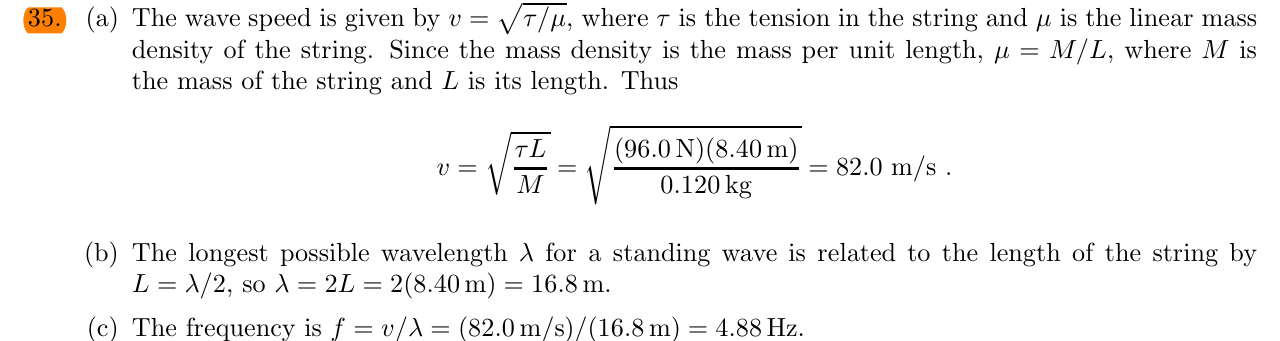 35. (a) The wave speed is given by v = √τ/μ, where τ is the tension in the string and μ is the linear mass
density of the string. Since the mass density is the mass per unit length, μ = M/L, where M is
the mass of the string and L is its length. Thus
v = √(τL/M) = √((96.0 N)(8.40 m)/0.120 kg) = 82.0 m/s .
(b) The longest possible wavelength λ for a standing wave is related to the length of the string by
L = λ/2, so λ = 2L = 2(8.40 m) = 16.8 m.
(c) The frequency is f = v/λ = (82.0 m/s)/(16.8 m) = 4.88 Hz.